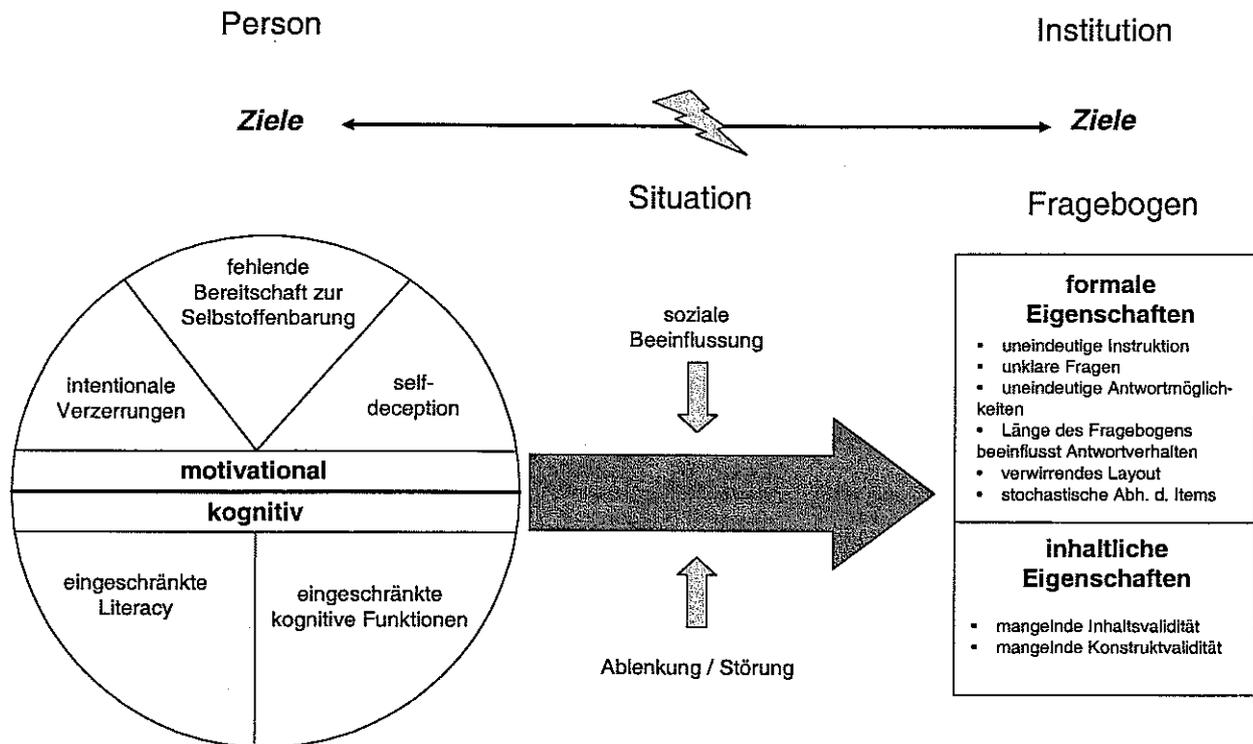 Person
Institution
Ziele
Ziele
Situation
Fragebogen
fehlende
Bereitschaft zur
Selbstoffenbarung
intentionale
Verzerrungen
self-
deception
motivational
kognitiv
eingeschränkte
Literacy
eingeschränkte
kognitive Funktionen
soziale
Beeinflussung
Ablenkung / Störung
formale
Eigenschaften
▪ uneindeutige Instruktion
▪ unklare Fragen
▪ uneindeutige Antwortmöglich-
keiten
▪ Länge des Fragebogens
beeinflusst Antwortverhalten
▪ verwirrendes Layout
▪ stochastische Abh. d. Items
inhaltliche
Eigenschaften
▪ mangelnde Inhaltsvalidität
▪ mangelnde Konstruktvalidität